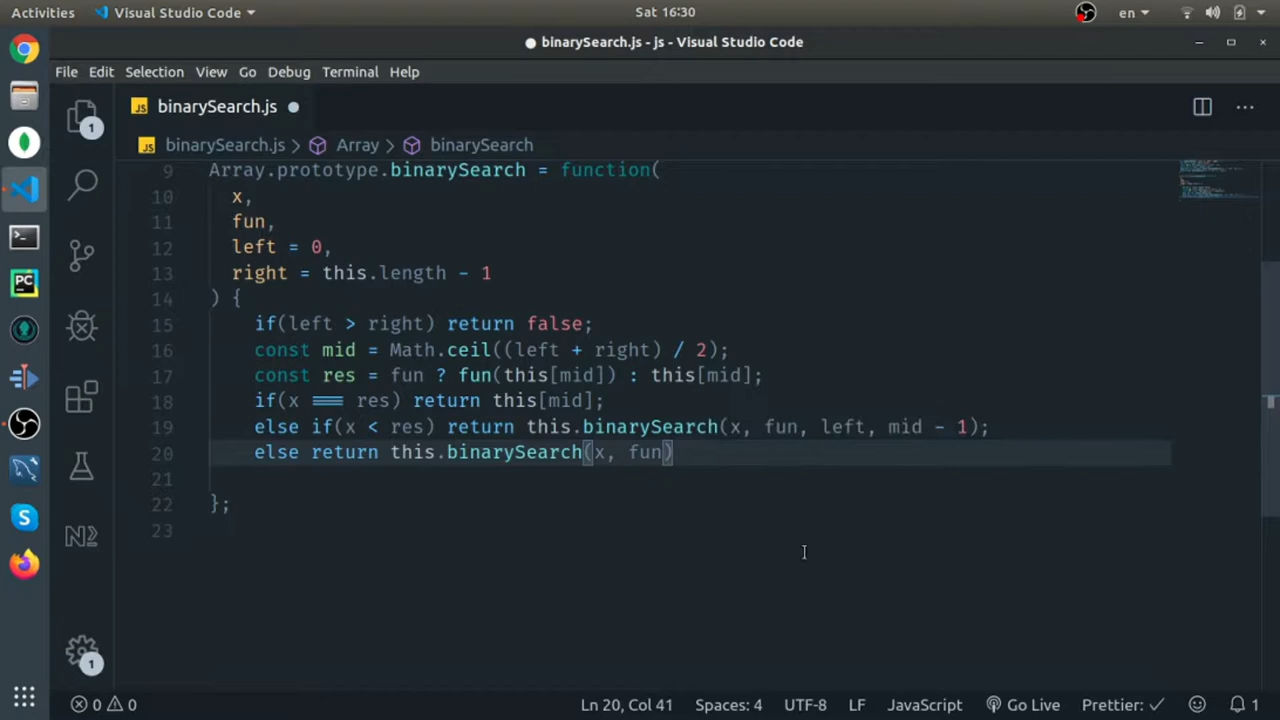 Activities Visual Studio Code Sat 16:30 en
binarySearch.js - js - Visual Studio Code
File Edit Selection View Go Debug Terminal Help
JS binarySearch.js
JS binarySearch.js > Array > binarySearch
9 Array.prototype.binarySearch = function(
10 x,
11 fun,
12 left = 0,
13 right = this.length - 1
14 ) {
15 if(left > right) return false;
16 const mid = Math.ceil((left + right) / 2);
17 const res = fun ? fun(this[mid]) : this[mid];
18 if(x === res) return this[mid];
19 else if(x < res) return this.binarySearch(x, fun, left, mid - 1);
20 else return this.binarySearch(x, fun)
21
22 };
23
1
PC
S
N
1
0 0 Ln 20, Col 41 Spaces: 4 UTF-8 LF JavaScript Go Live Prettier: ✓ 1